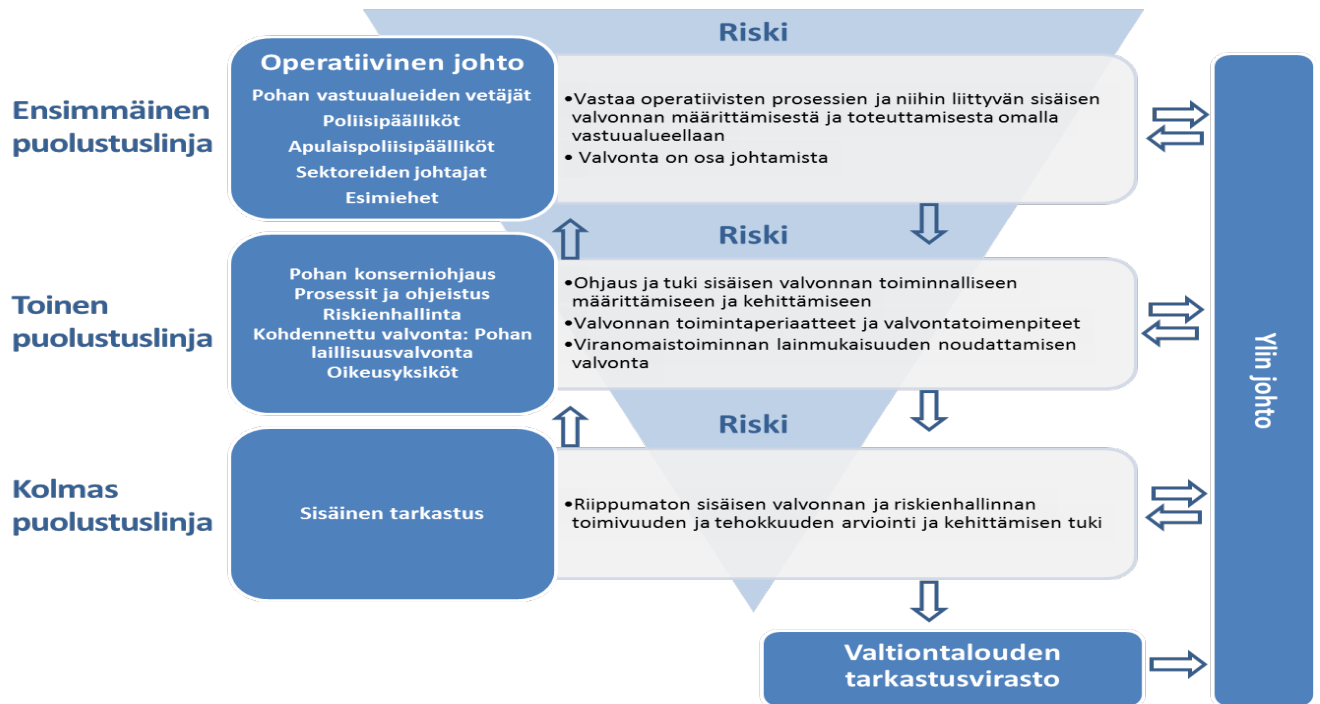 Riski
Ensimmäinen
puolustuslinja
Operatiivinen johto
Pohan vastuualueiden vetäjät
Poliisipäälliköt
Apulaispoliisipäälliköt
Sektoreiden johtajat
Esimiehet
•Vastaa operatiivisten prosessien ja niihin liittyvän sisäisen
valvonnan määrittämisestä ja toteuttamisesta omalla
vastuualueellaan
• Valvonta on osa johtamista
Riski
Toinen
puolustuslinja
Pohan konserniohjaus
Prosessit ja ohjeistus
Riskienhallinta
Kohdennettu valvonta: Pohan
laillisuusvalvonta
Oikeusyksiköt
•Ohjaus ja tuki sisäisen valvonnan toiminnalliseen
määrittämiseen ja kehittämiseen
•Valvonnan toimintaperiaatteet ja valvontatoimenpiteet
•Viranomaistoiminnan lainmukaisuuden noudattamisen
valvonta
Riski
Kolmas
puolustuslinja
Sisäinen tarkastus
•Riippumaton sisäisen valvonnan ja riskienhallinnan
toimivuuden ja tehokkuuden arviointi ja kehittämisen tuki
Valtiontalouden
tarkastusvirasto
Ylin johto